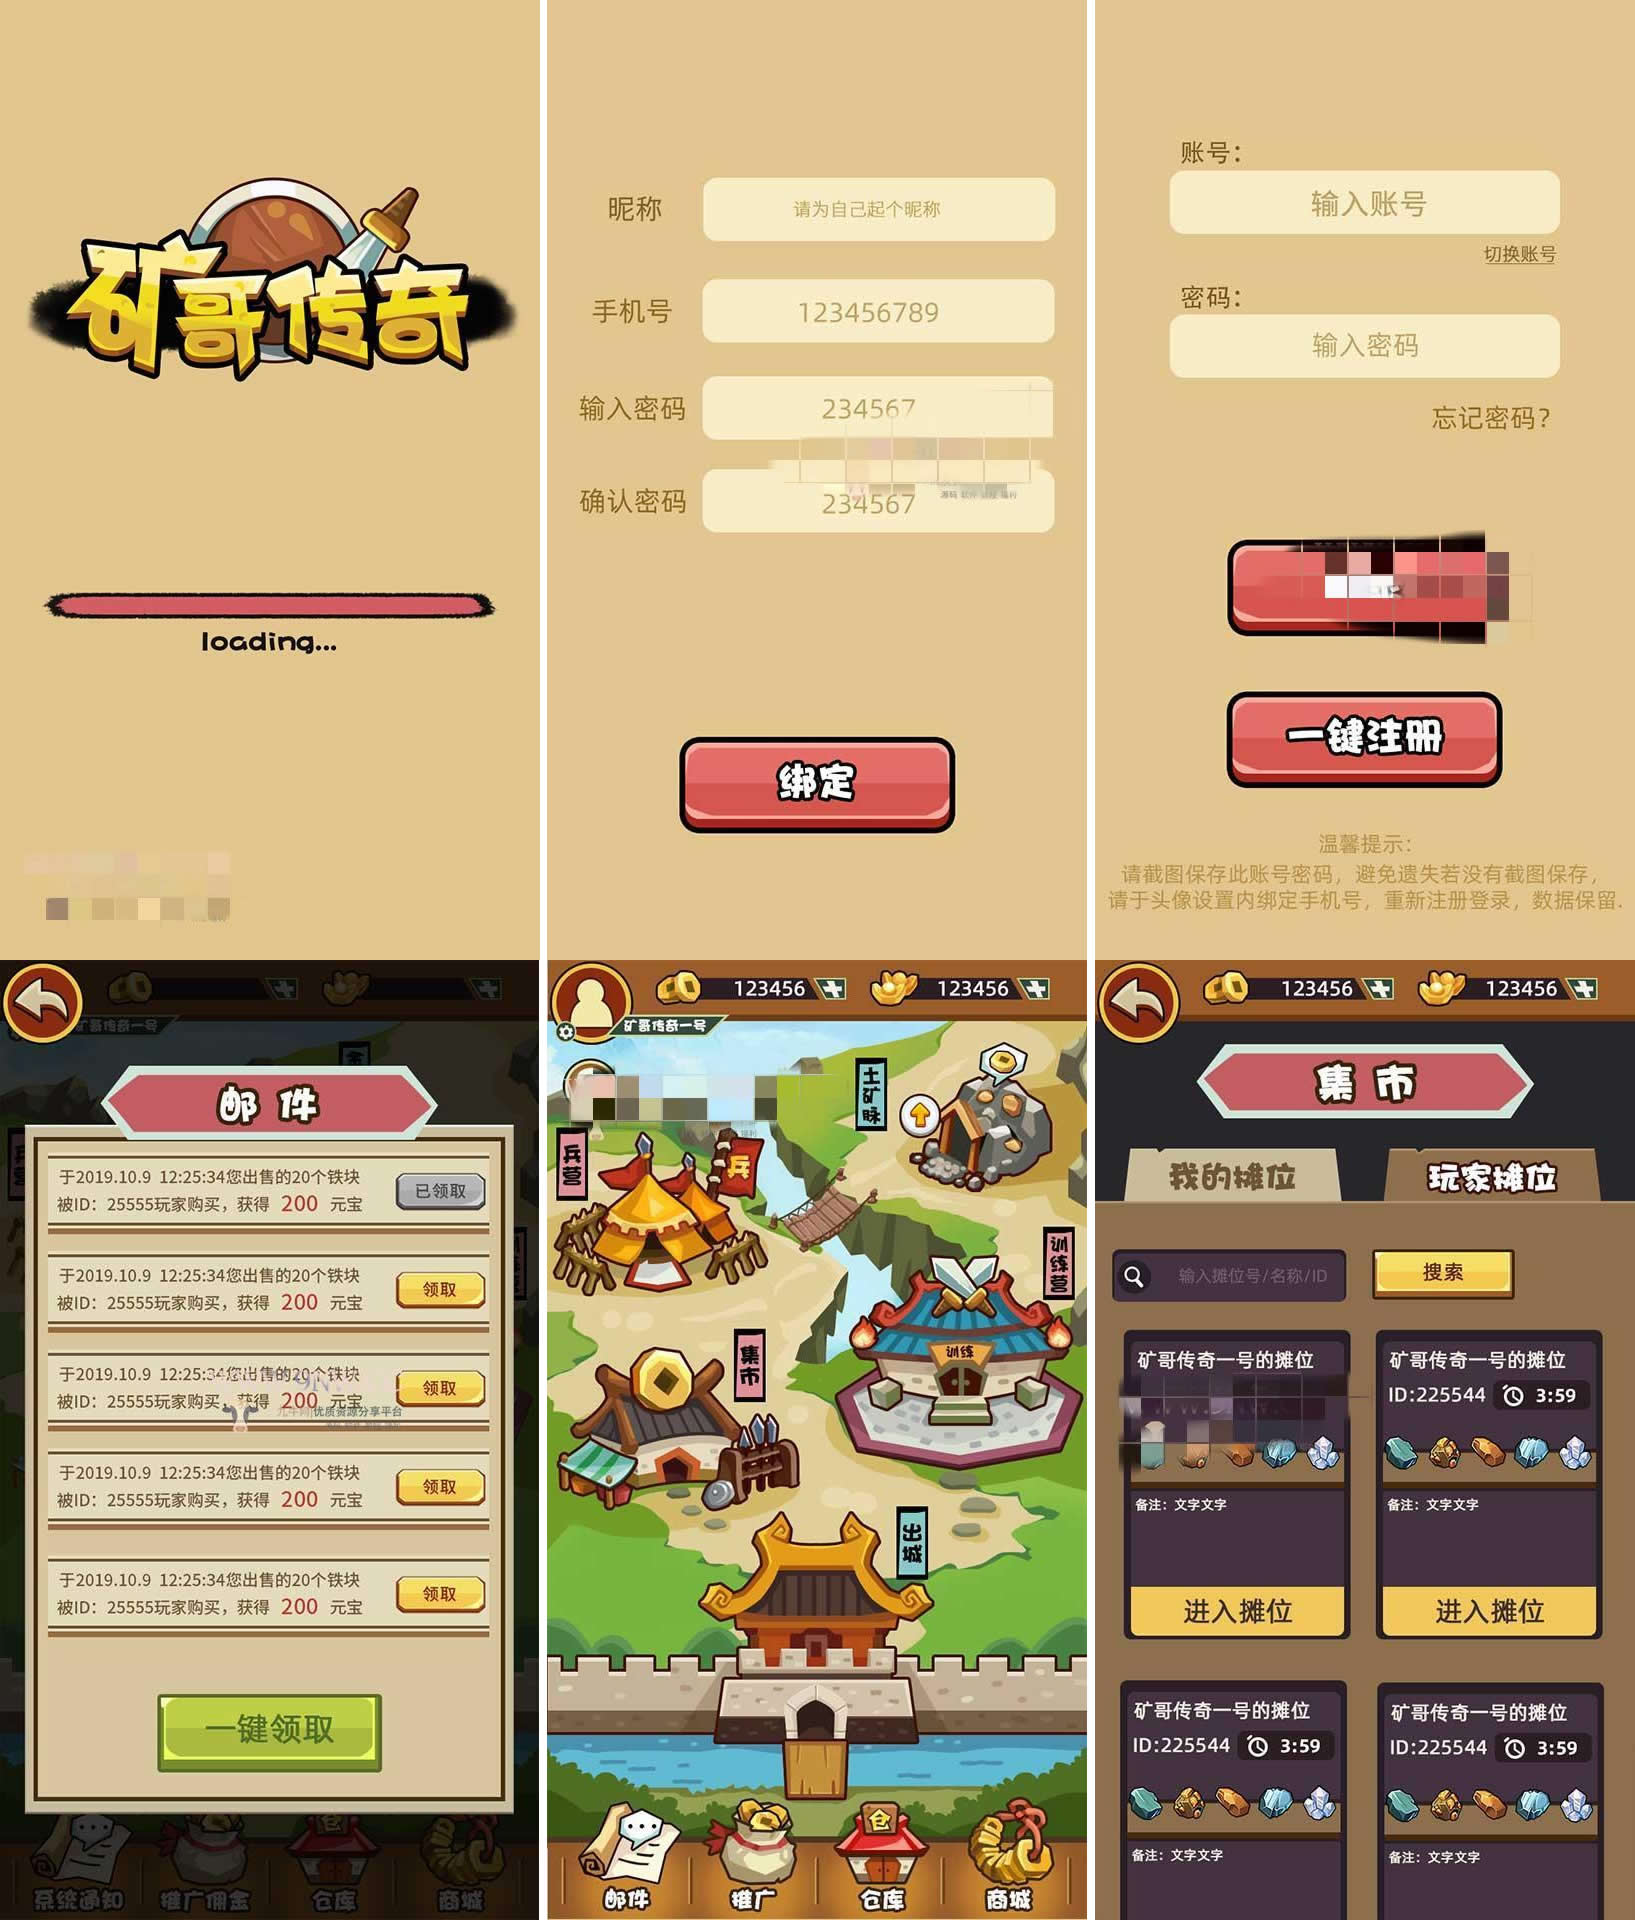 矿哥传奇
loading...
昵称
请为自己起个昵称
手机号
123456789
输入密码
234567
源码 软件 教程 福利
确认密码
234567
绑定
账号：
输入账号
切换账号
密码：
输入密码
忘记密码？
一键注册
温馨提示：
请截图保存此账号密码，避免遗失若没有截图保存，
请于头像设置内绑定手机号，重新注册登录，数据保留.
矿哥传奇一号
邮 件
于2019.10.9 12:25:34您出售的20个铁块
被ID：25555玩家购买，获得 200 元宝
已领取
于2019.10.9 12:25:34您出售的20个铁块
被ID：25555玩家购买，获得 200 元宝
领取
于2019.10.9 12:25:34您出售的20个铁块
被ID：25555玩家购买，获得 200 元宝
领取
优质资源分享平台
于2019.10.9 12:25:34您出售的20个铁块
被ID：25555玩家购买，获得 200 元宝
领取
于2019.10.9 12:25:34您出售的20个铁块
被ID：25555玩家购买，获得 200 元宝
领取
一键领取
系统通知
推广佣金
仓库
商城
123456
123456
矿哥传奇一号
土矿脉
兵营
兵
训练营
训练
集市
出城
仓
邮件
推广
仓库
商城
123456
123456
集 市
我的摊位
玩家摊位
输入摊位号/名称/ID
搜索
矿哥传奇一号的摊位
备注：文字文字
进入摊位
矿哥传奇一号的摊位
ID:225544 3:59
备注：文字文字
进入摊位
矿哥传奇一号的摊位
ID:225544 3:59
备注：文字文字
矿哥传奇一号的摊位
ID:225544 3:59
备注：文字文字